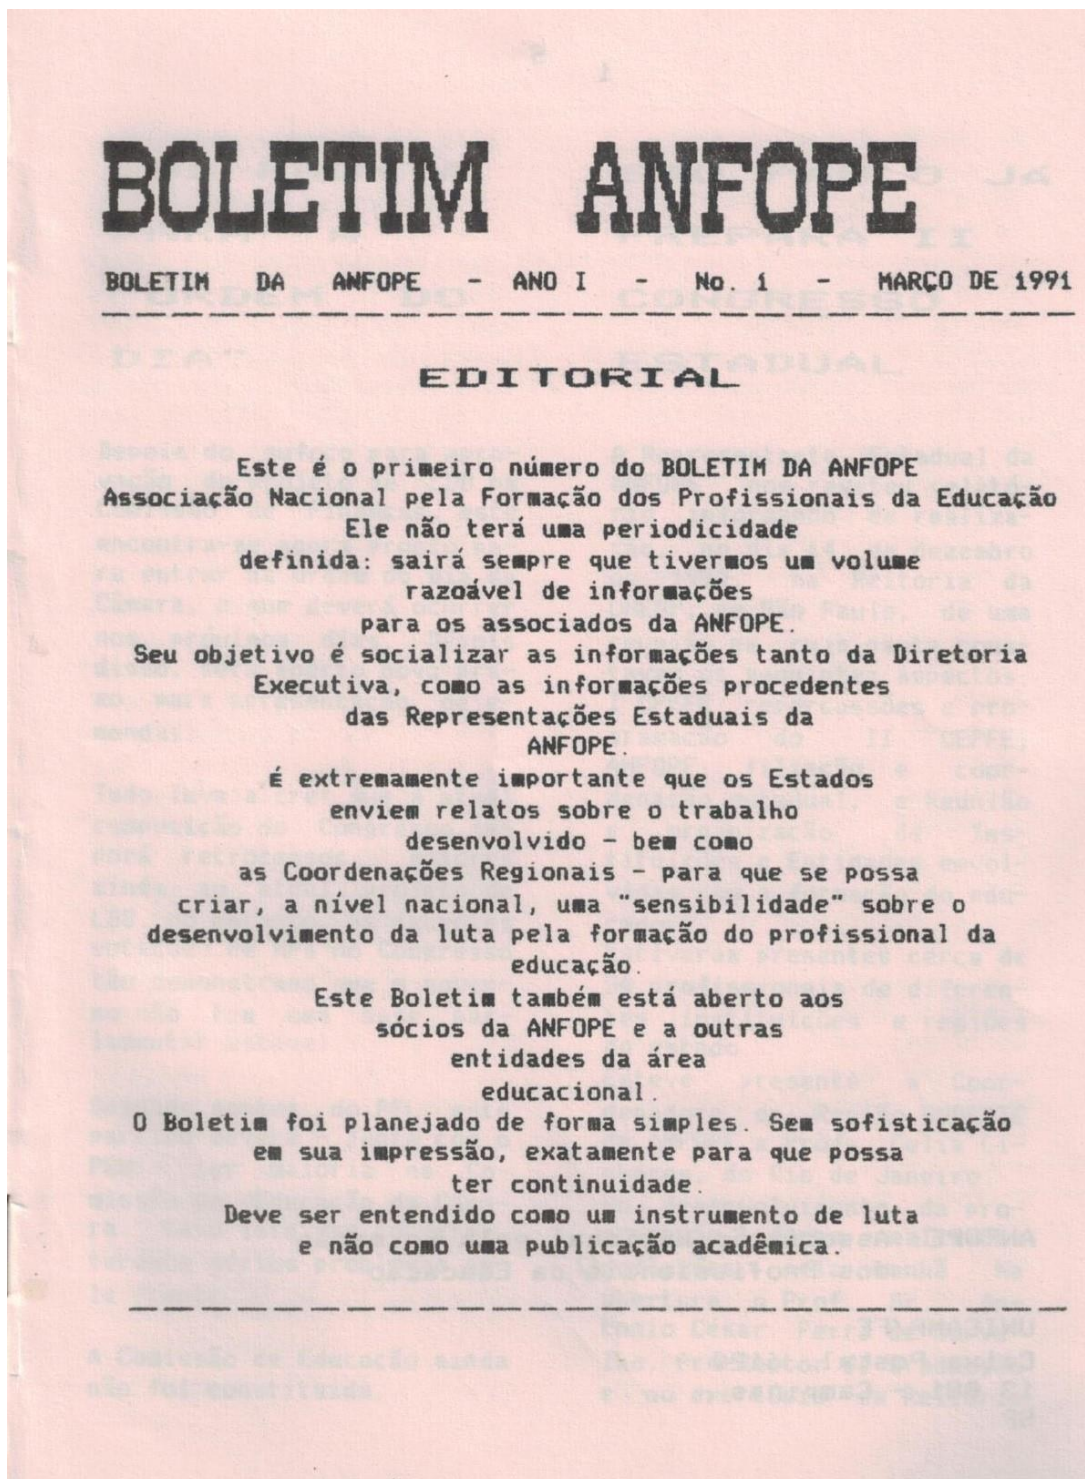 BOLETIM ANFOPE
BOLETIM DA ANFOPE - ANO I - No. 1 - MARÇO DE 1991
EDITORIAL
Este é o primeiro número do BOLETIM DA ANFOPE
Associação Nacional pela Formação dos Profissionais da Educação
Ele não terá uma periodicidade
definida: sairá sempre que tivermos um volume
razoável de informações
para os associados da ANFOPE.
Seu objetivo é socializar as informações tanto da Diretoria
Executiva, como as informações procedentes
das Representações Estaduais da
ANFOPE.
É extremamente importante que os Estados
enviem relatos sobre o trabalho
desenvolvido - bem como
as Coordenações Regionais - para que se possa
criar, a nível nacional, uma "sensibilidade" sobre o
desenvolvimento da luta pela formação do profissional da
educação.
Este Boletim também está aberto aos
sócios da ANFOPE e a outras
entidades da área
educacional.
O Boletim foi planejado de forma simples. Sem sofisticação
em sua impressão, exatamente para que possa
ter continuidade.
Deve ser entendido como um instrumento de luta
e não como uma publicação acadêmica.